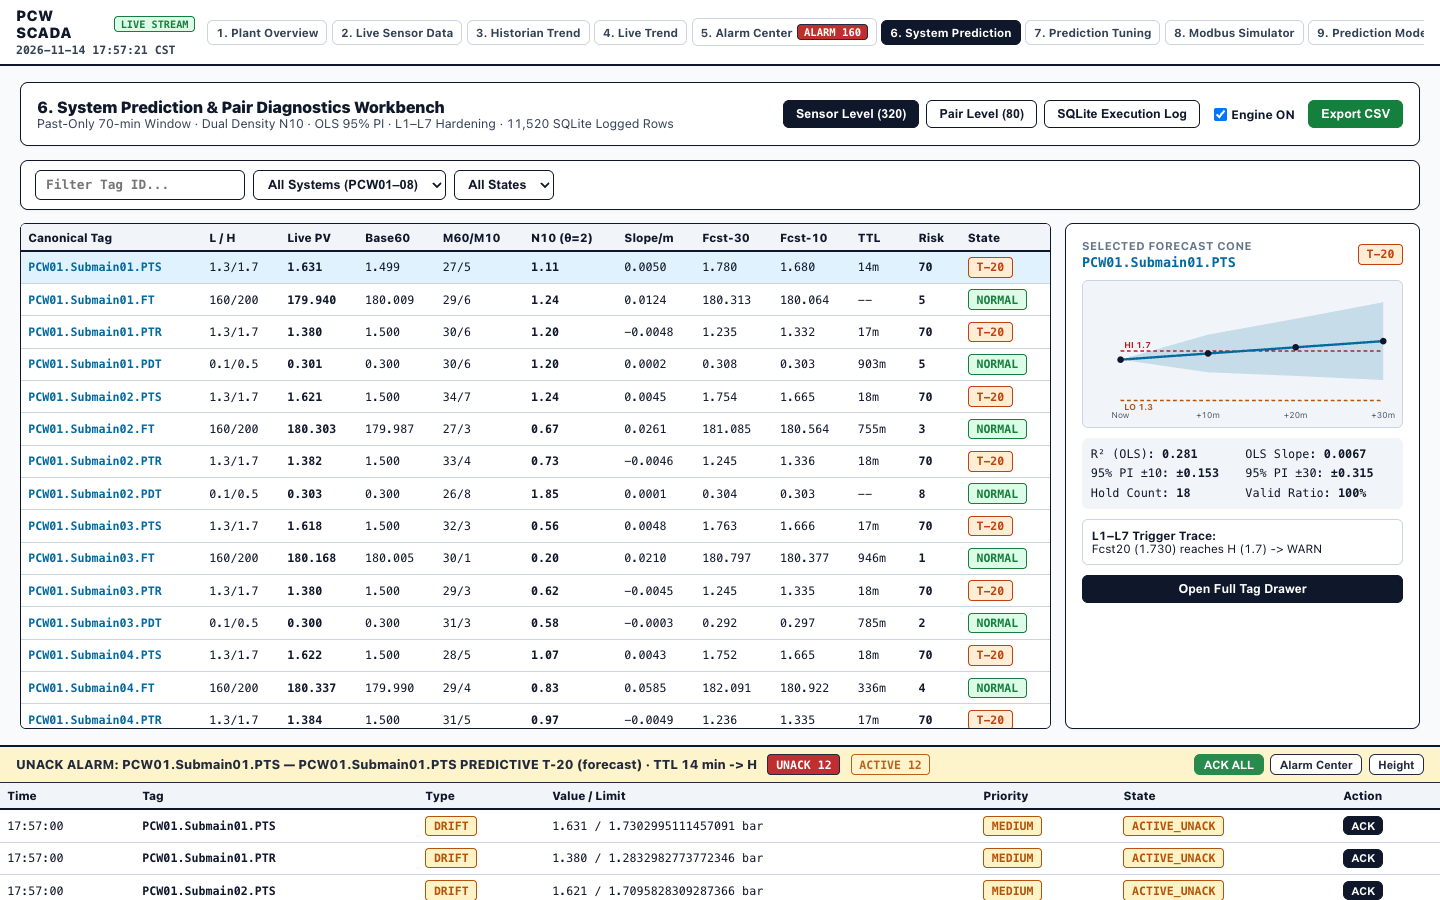 PCW SCADA
LIVE STREAM
2026-11-14 17:57:21 CST
1. Plant Overview
2. Live Sensor Data
3. Historian Trend
4. Live Trend
5. Alarm Center ALARM 160
6. System Prediction
7. Prediction Tuning
8. Modbus Simulator
9. Prediction Mode
6. System Prediction & Pair Diagnostics Workbench
Past-Only 70-min Window · Dual Density N10 · OLS 95% PI · L1–L7 Hardening · 11,520 SQLite Logged Rows
Sensor Level (320)
Pair Level (80)
SQLite Execution Log
Engine ON
Export CSV
Filter Tag ID...
All Systems (PCW01–08)
All States
Canonical Tag L / H Live PV Base60 M60/M10 N10 (θ=2) Slope/m Fcst-30 Fcst-10 TTL Risk State
PCW01.Submain01.PTS 1.3/1.7 1.631 1.499 27/5 1.11 0.0050 1.780 1.680 14m 70 T-20
PCW01.Submain01.FT 160/200 179.940 180.009 29/6 1.24 0.0124 180.313 180.064 -- 5 NORMAL
PCW01.Submain01.PTR 1.3/1.7 1.380 1.500 30/6 1.20 -0.0048 1.235 1.332 17m 70 T-20
PCW01.Submain01.PDT 0.1/0.5 0.301 0.300 30/6 1.20 0.0002 0.308 0.303 903m 5 NORMAL
PCW01.Submain02.PTS 1.3/1.7 1.621 1.500 34/7 1.24 0.0045 1.754 1.665 18m 70 T-20
PCW01.Submain02.FT 160/200 180.303 179.987 27/3 0.67 0.0261 181.085 180.564 755m 3 NORMAL
PCW01.Submain02.PTR 1.3/1.7 1.382 1.500 33/4 0.73 -0.0046 1.245 1.336 18m 70 T-20
PCW01.Submain02.PDT 0.1/0.5 0.303 0.300 26/8 1.85 0.0001 0.304 0.303 -- 8 NORMAL
PCW01.Submain03.PTS 1.3/1.7 1.618 1.500 32/3 0.56 0.0048 1.763 1.666 17m 70 T-20
PCW01.Submain03.FT 160/200 180.168 180.005 30/1 0.20 0.0210 180.797 180.377 946m 1 NORMAL
PCW01.Submain03.PTR 1.3/1.7 1.380 1.500 29/3 0.62 -0.0045 1.245 1.335 18m 70 T-20
PCW01.Submain03.PDT 0.1/0.5 0.300 0.300 31/3 0.58 -0.0003 0.292 0.297 785m 2 NORMAL
PCW01.Submain04.PTS 1.3/1.7 1.622 1.500 28/5 1.07 0.0043 1.752 1.665 18m 70 T-20
PCW01.Submain04.FT 160/200 180.337 179.990 29/4 0.83 0.0585 182.091 180.922 336m 4 NORMAL
PCW01.Submain04.PTR 1.3/1.7 1.384 1.500 31/5 0.97 -0.0049 1.236 1.335 17m 70 T-20
SELECTED FORECAST CONE
PCW01.Submain01.PTS
T-20
HI 1.7
LO 1.3
Now +10m +20m +30m
R² (OLS): 0.281 OLS Slope: 0.0067
95% PI ±10: ±0.153 95% PI ±30: ±0.315
Hold Count: 18 Valid Ratio: 100%
L1–L7 Trigger Trace:
Fcst20 (1.730) reaches H (1.7) -> WARN
Open Full Tag Drawer
UNACK ALARM: PCW01.Submain01.PTS — PCW01.Submain01.PTS PREDICTIVE T-20 (forecast) · TTL 14 min -> H
UNACK 12
ACTIVE 12
ACK ALL
Alarm Center
Height
Time Tag Type Value / Limit Priority State Action
17:57:00 PCW01.Submain01.PTS DRIFT 1.631 / 1.7302995111457091 bar MEDIUM ACTIVE_UNACK ACK
17:57:00 PCW01.Submain01.PTR DRIFT 1.380 / 1.2832982773772346 bar MEDIUM ACTIVE_UNACK ACK
17:57:00 PCW01.Submain02.PTS DRIFT 1.621 / 1.7095828309287366 bar MEDIUM ACTIVE_UNACK ACK